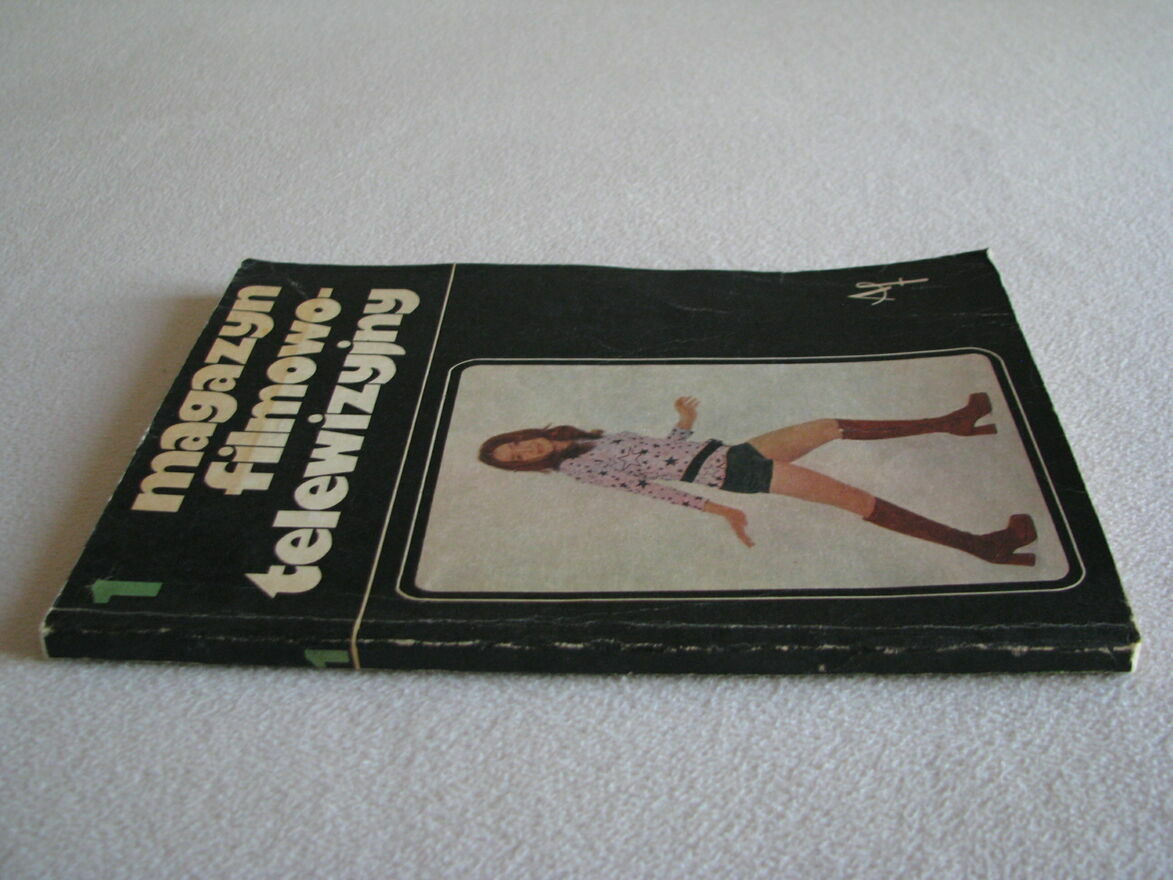 magazyn
filmowo-
telewizyjny
1
1